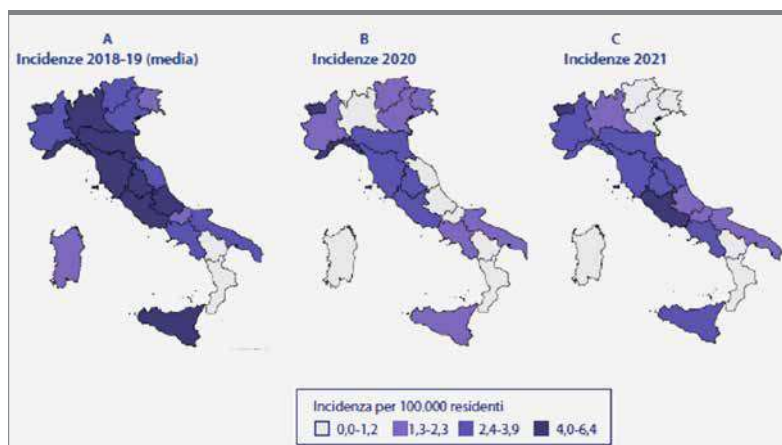 A
Incidenze 2018-19 (media)
B
Incidenze 2020
C
Incidenze 2021
Incidenza per 100.000 residenti
0,0-1,2 1,3-2,3 2,4-3,9 4,0-6,4